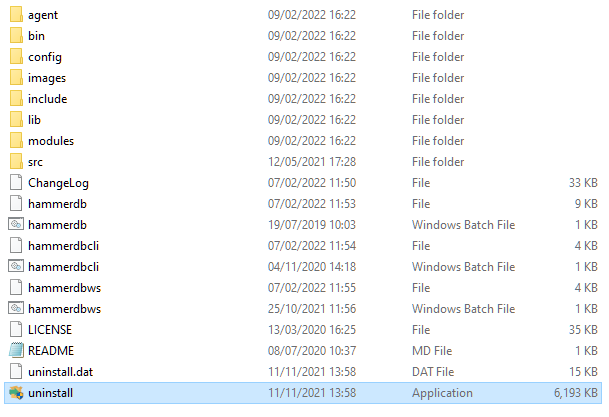 agent 09/02/2022 16:22 File folder
bin 09/02/2022 16:22 File folder
config 09/02/2022 16:22 File folder
images 09/02/2022 16:22 File folder
include 09/02/2022 16:22 File folder
lib 09/02/2022 16:22 File folder
modules 09/02/2022 16:22 File folder
src 12/05/2021 17:28 File folder
ChangeLog 07/02/2022 11:50 File 33 KB
hammerdb 07/02/2022 11:53 File 9 KB
hammerdb 19/07/2019 10:03 Windows Batch File 1 KB
hammerdbcli 07/02/2022 11:54 File 4 KB
hammerdbcli 04/11/2020 14:18 Windows Batch File 1 KB
hammerdbws 07/02/2022 11:55 File 4 KB
hammerdbws 25/10/2021 11:56 Windows Batch File 1 KB
LICENSE 13/03/2020 16:25 File 35 KB
README 08/07/2020 10:37 MD File 1 KB
uninstall.dat 11/11/2021 13:58 DAT File 15 KB
uninstall 11/11/2021 13:58 Application 6,193 KB